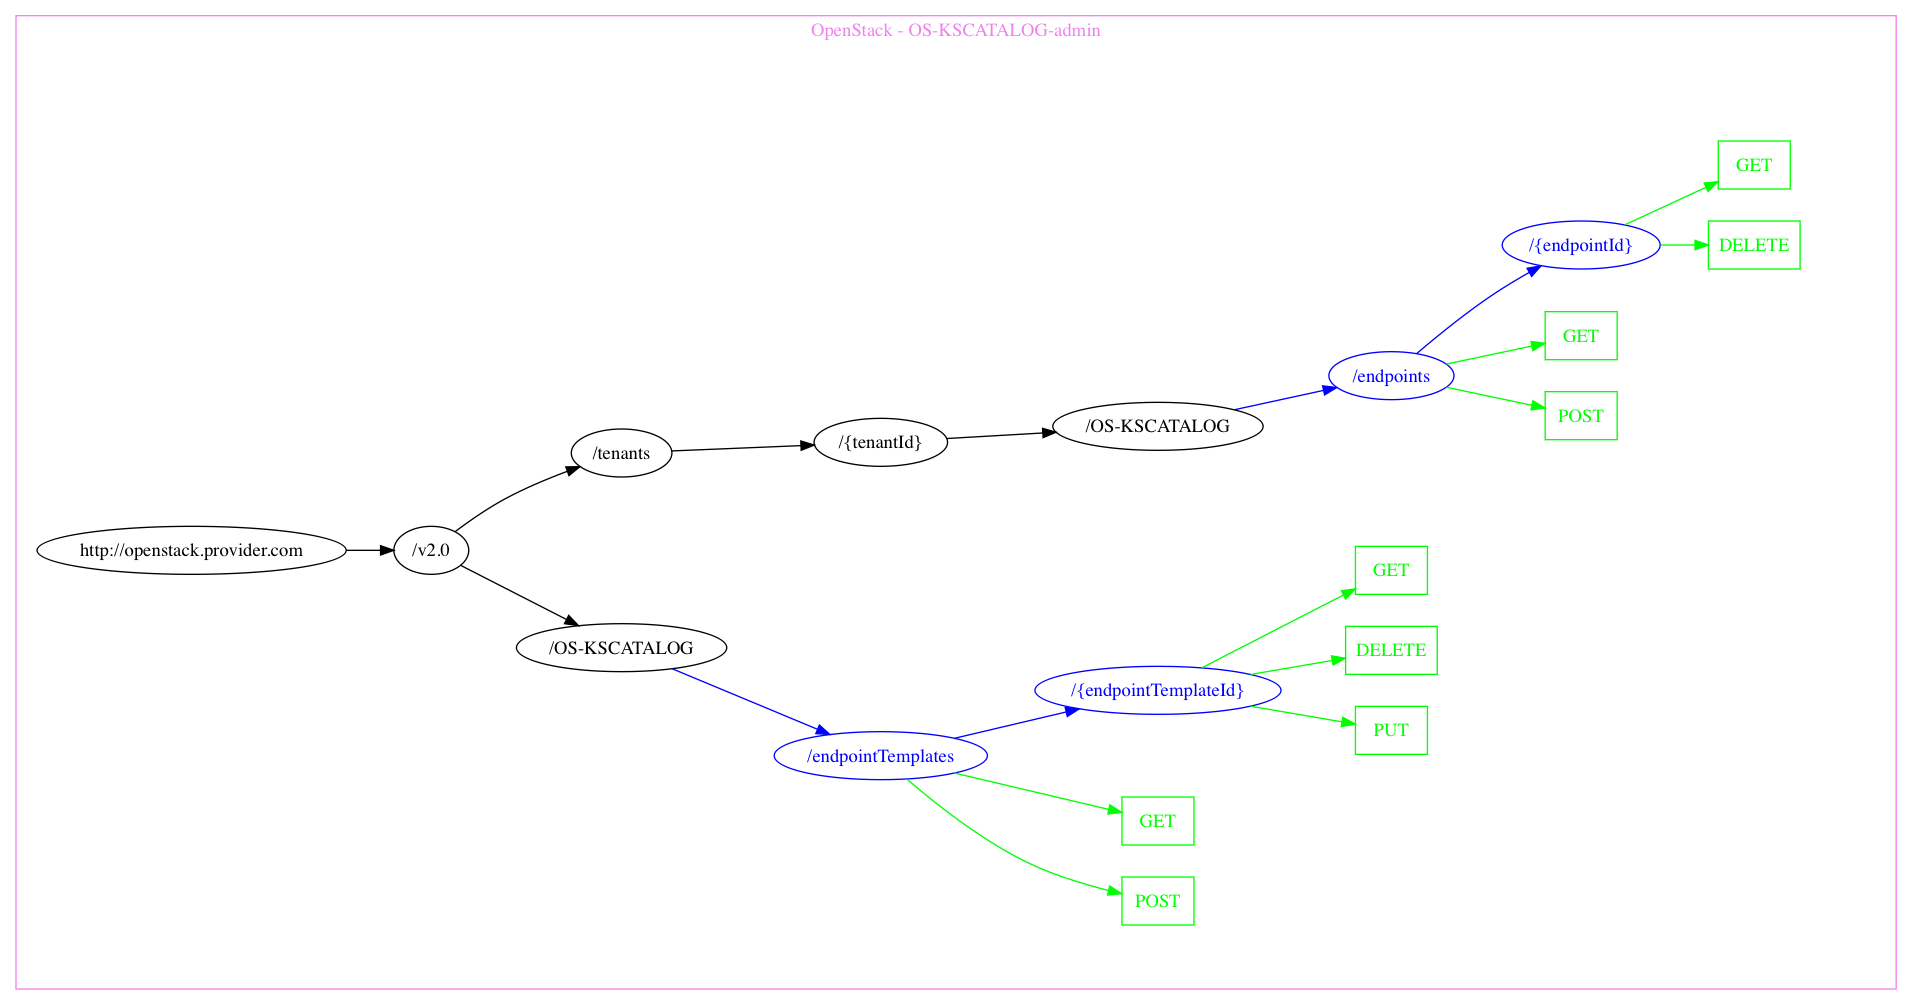 OpenStack - OS-KSCATALOG-admin
GET
/{endpointId}
DELETE
GET
/endpoints
POST
/OS-KSCATALOG
/{tenantId}
/tenants
http://openstack.provider.com
/v2.0
GET
/OS-KSCATALOG
DELETE
/{endpointTemplateId}
PUT
/endpointTemplates
GET
POST